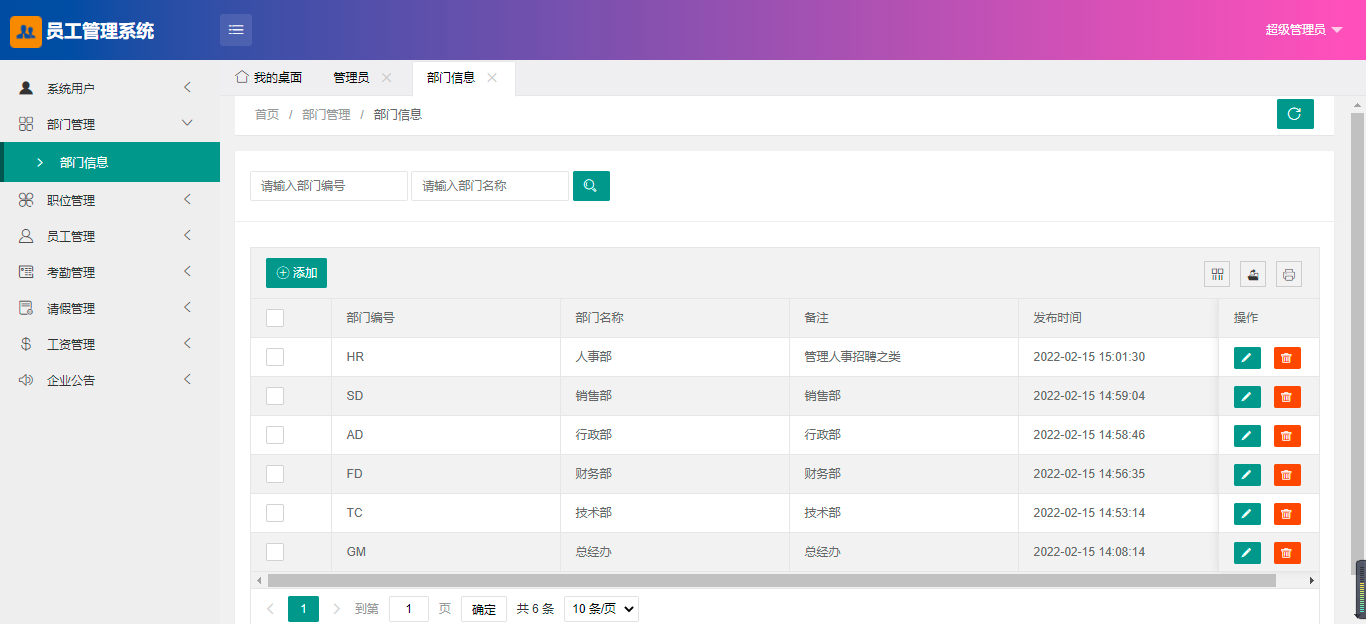 员工管理系统
超级管理员
系统用户
部门管理
部门信息
职位管理
员工管理
考勤管理
请假管理
工资管理
企业公告
我的桌面 管理员 部门信息
首页 / 部门管理 / 部门信息
请输入部门编号 请输入部门名称
添加
部门编号 部门名称 备注 发布时间 操作
HR 人事部 管理人事招聘之类 2022-02-15 15:01:30
SD 销售部 销售部 2022-02-15 14:59:04
AD 行政部 行政部 2022-02-15 14:58:46
FD 财务部 财务部 2022-02-15 14:56:35
TC 技术部 技术部 2022-02-15 14:53:14
GM 总经办 总经办 2022-02-15 14:08:14
1 到第 1 页 确定 共 6 条 10 条/页